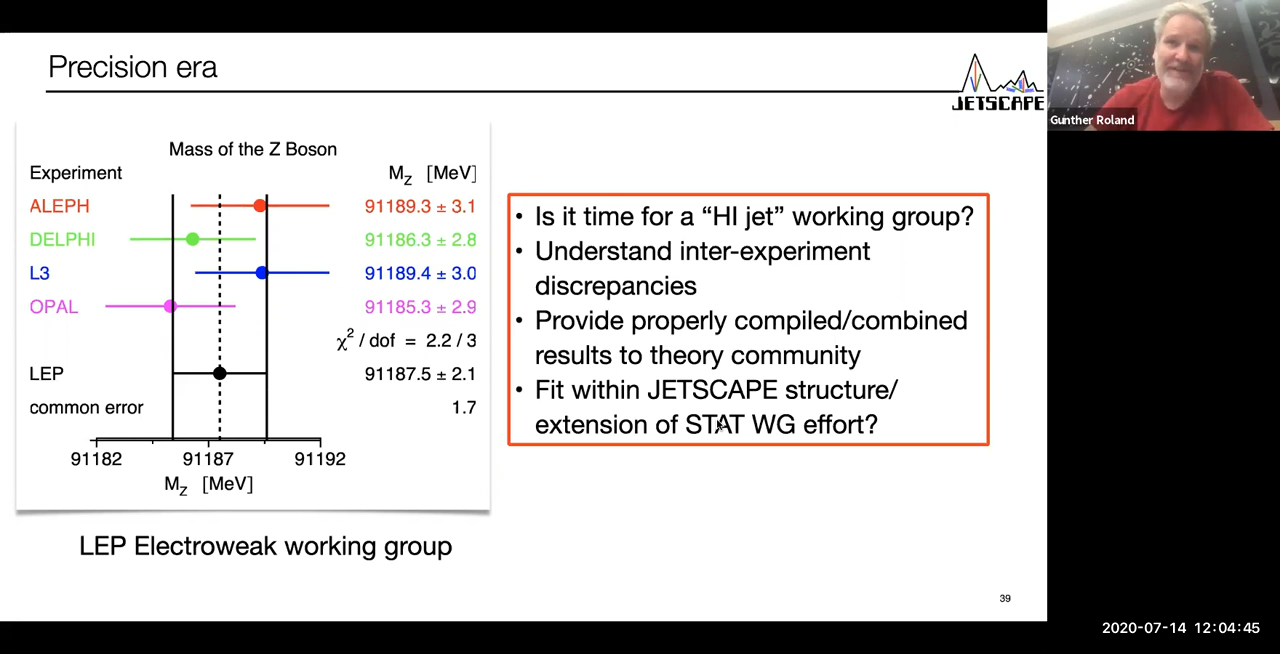 Precision era
JETSCAPE
Gunther Roland
Mass of the Z Boson
Experiment M_Z [MeV]
ALEPH 91189.3 ± 3.1
DELPHI 91186.3 ± 2.8
L3 91189.4 ± 3.0
OPAL 91185.3 ± 2.9
χ² / dof = 2.2 / 3
LEP 91187.5 ± 2.1
common error 1.7
91182 91187 91192
M_Z [MeV]
LEP Electroweak working group
• Is it time for a “HI jet” working group?
• Understand inter-experiment
discrepancies
• Provide properly compiled/combined
results to theory community
• Fit within JETSCAPE structure/
extension of STAT WG effort?
39
2020-07-14 12:04:45